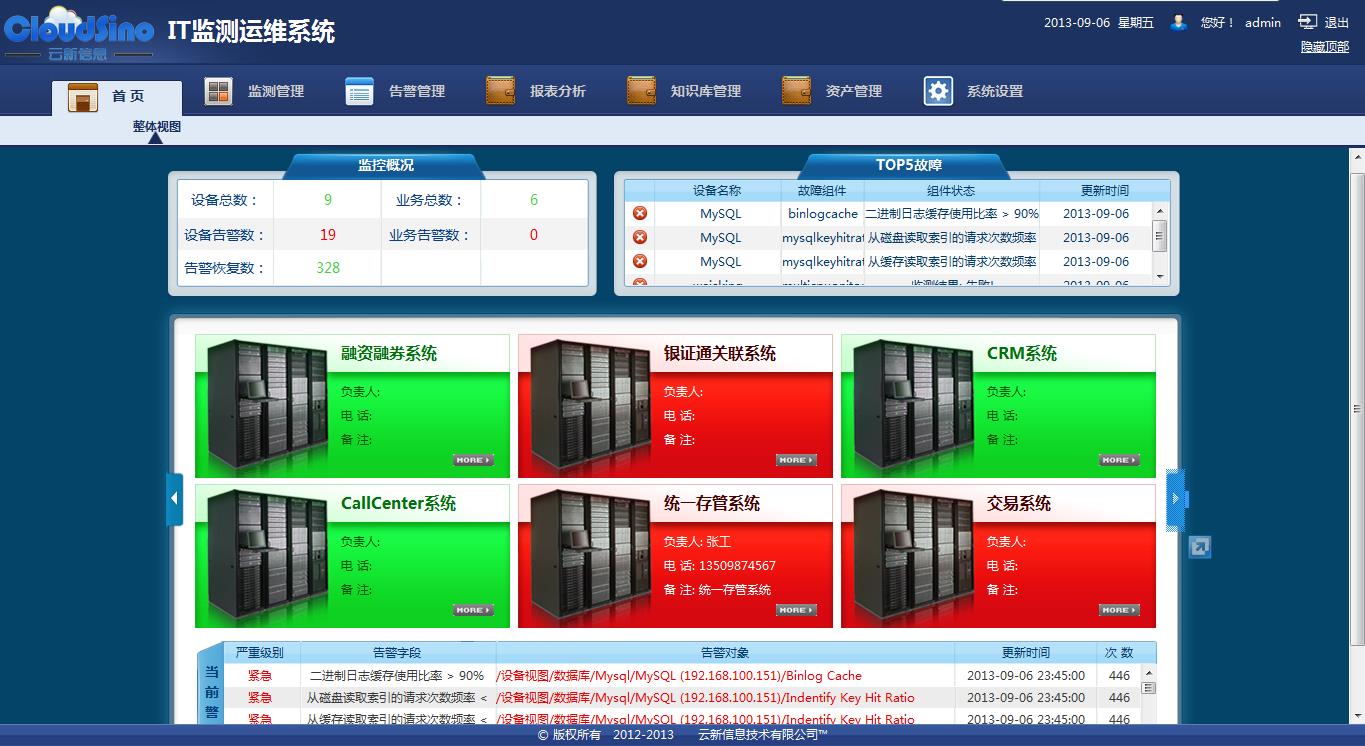 CloudSino
云新信息
IT监测运维系统
2013-09-06 星期五 您好！ admin 退出
隐藏顶部
首 页 监测管理 告警管理 报表分析 知识库管理 资产管理 系统设置
整体视图
监控概况
设备总数： 9 业务总数： 6
设备告警数： 19 业务告警数： 0
告警恢复数： 328
TOP5故障
设备名称 故障组件 组件状态 更新时间
MySQL binlogcache 二进制日志缓存使用比率 > 90% 2013-09-06
MySQL mysqlkeyhitrat 从磁盘读取索引的请求次数频率 2013-09-06
MySQL mysqlkeyhitrat 从缓存读取索引的请求次数频率 2013-09-06
监测结果: 失败! 2013-09-06
融资融券系统
负责人:
电 话:
备 注:
MORE
银证通关联系统
负责人:
电 话:
备 注:
MORE
CRM系统
负责人:
电 话:
备 注:
MORE
CallCenter系统
负责人:
电 话:
备 注:
MORE
统一存管系统
负责人: 张工
电 话: 13509874567
备 注: 统一存管系统
MORE
交易系统
负责人:
电 话:
备 注:
MORE
当前警
严重级别 告警字段 告警对象 更新时间 次 数
紧急 二进制日志缓存使用比率 > 90% /设备视图/数据库/Mysql/MySQL (192.168.100.151)/Binlog Cache 2013-09-06 23:45:00 446
紧急 从磁盘读取索引的请求次数频率 < /设备视图/数据库/Mysql/MySQL (192.168.100.151)/Indentify Key Hit Ratio 2013-09-06 23:45:00 446
紧急 从缓存读取索引的请求次数频率 < /设备视图/数据库/Mysql/MySQL (192.168.100.151)/Indentify Key Hit Ratio 2013-09-06 23:45:00 446
© 版权所有 2012-2013 云新信息技术有限公司™